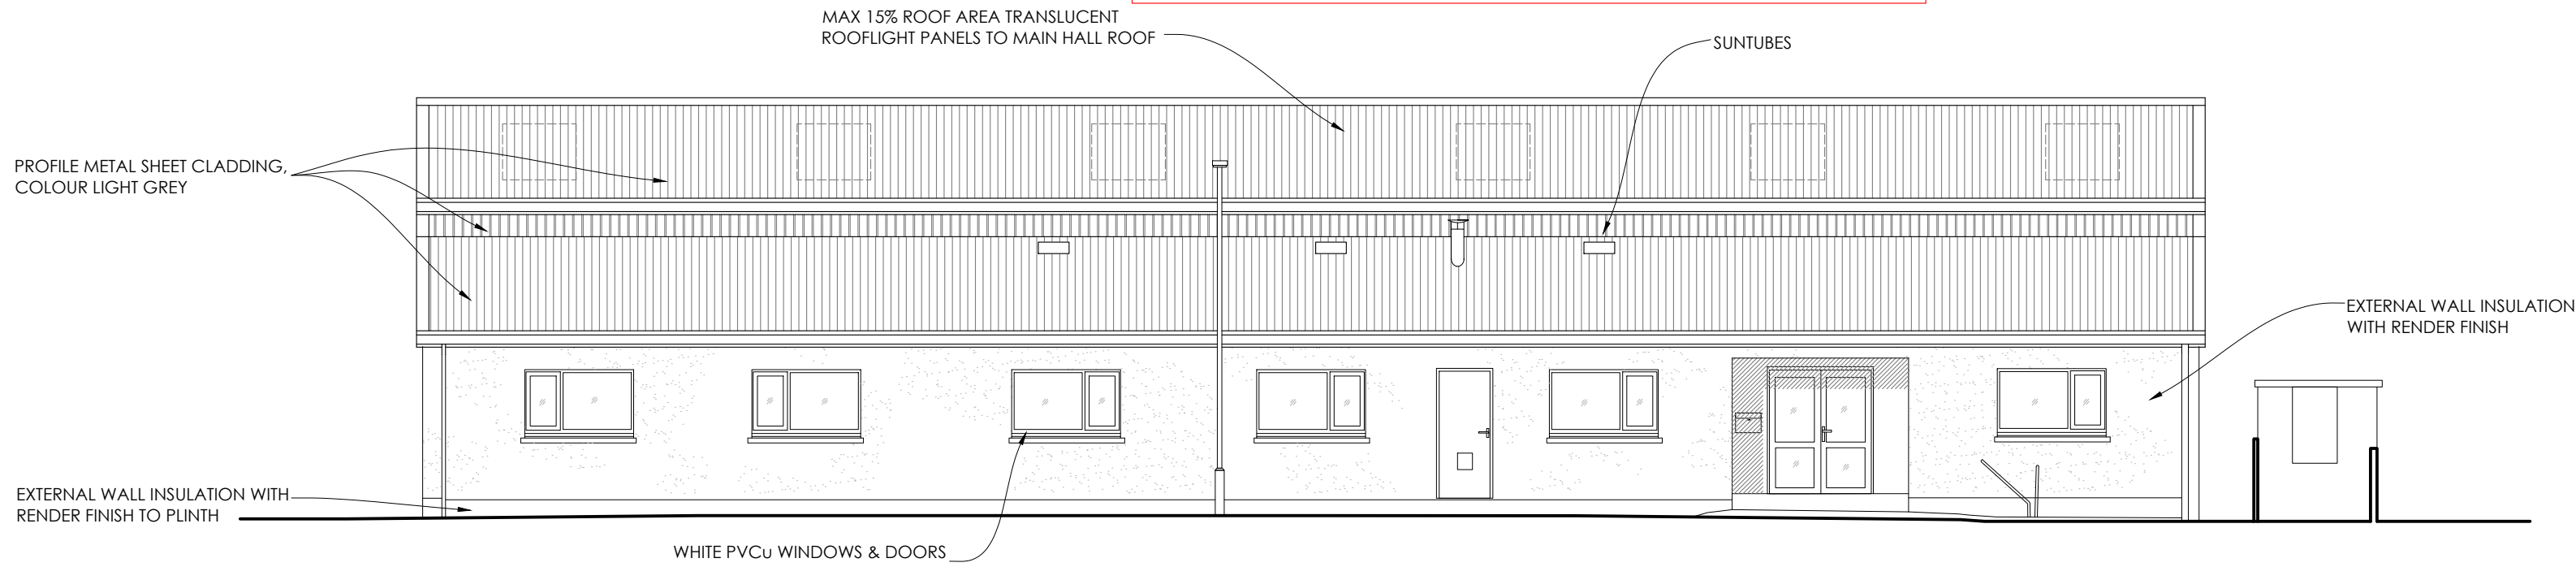 MAX 15% ROOF AREA TRANSLUCENT
ROOFLIGHT PANELS TO MAIN HALL ROOF
SUNTUBES
PROFILE METAL SHEET CLADDING,
COLOUR LIGHT GREY
EXTERNAL WALL INSULATION
WITH RENDER FINISH
EXTERNAL WALL INSULATION WITH
RENDER FINISH TO PLINTH
WHITE PVCu WINDOWS & DOORS